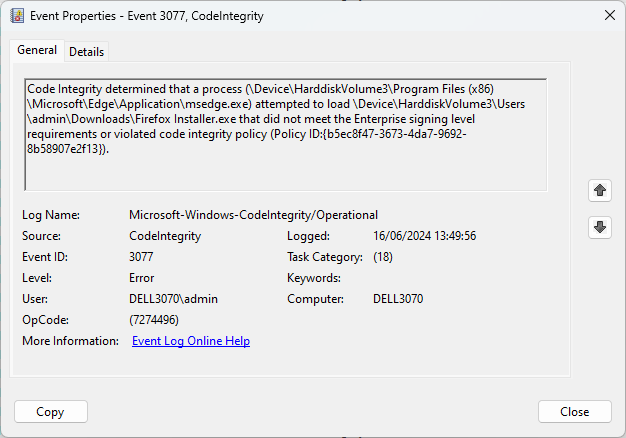 Event Properties - Event 3077, CodeIntegrity
General Details
Code Integrity determined that a process (\Device\HarddiskVolume3\Program Files (x86)
\Microsoft\Edge\Application\msedge.exe) attempted to load \Device\HarddiskVolume3\Users
\admin\Downloads\Firefox Installer.exe that did not meet the Enterprise signing level
requirements or violated code integrity policy (Policy ID:{b5ec8f47-3673-4da7-9692-
8b58907e2f13}).
Log Name: Microsoft-Windows-CodeIntegrity/Operational
Source: CodeIntegrity Logged: 16/06/2024 13:49:56
Event ID: 3077 Task Category: (18)
Level: Error Keywords:
User: DELL3070\admin Computer: DELL3070
OpCode: (7274496)
More Information: Event Log Online Help
Copy Close